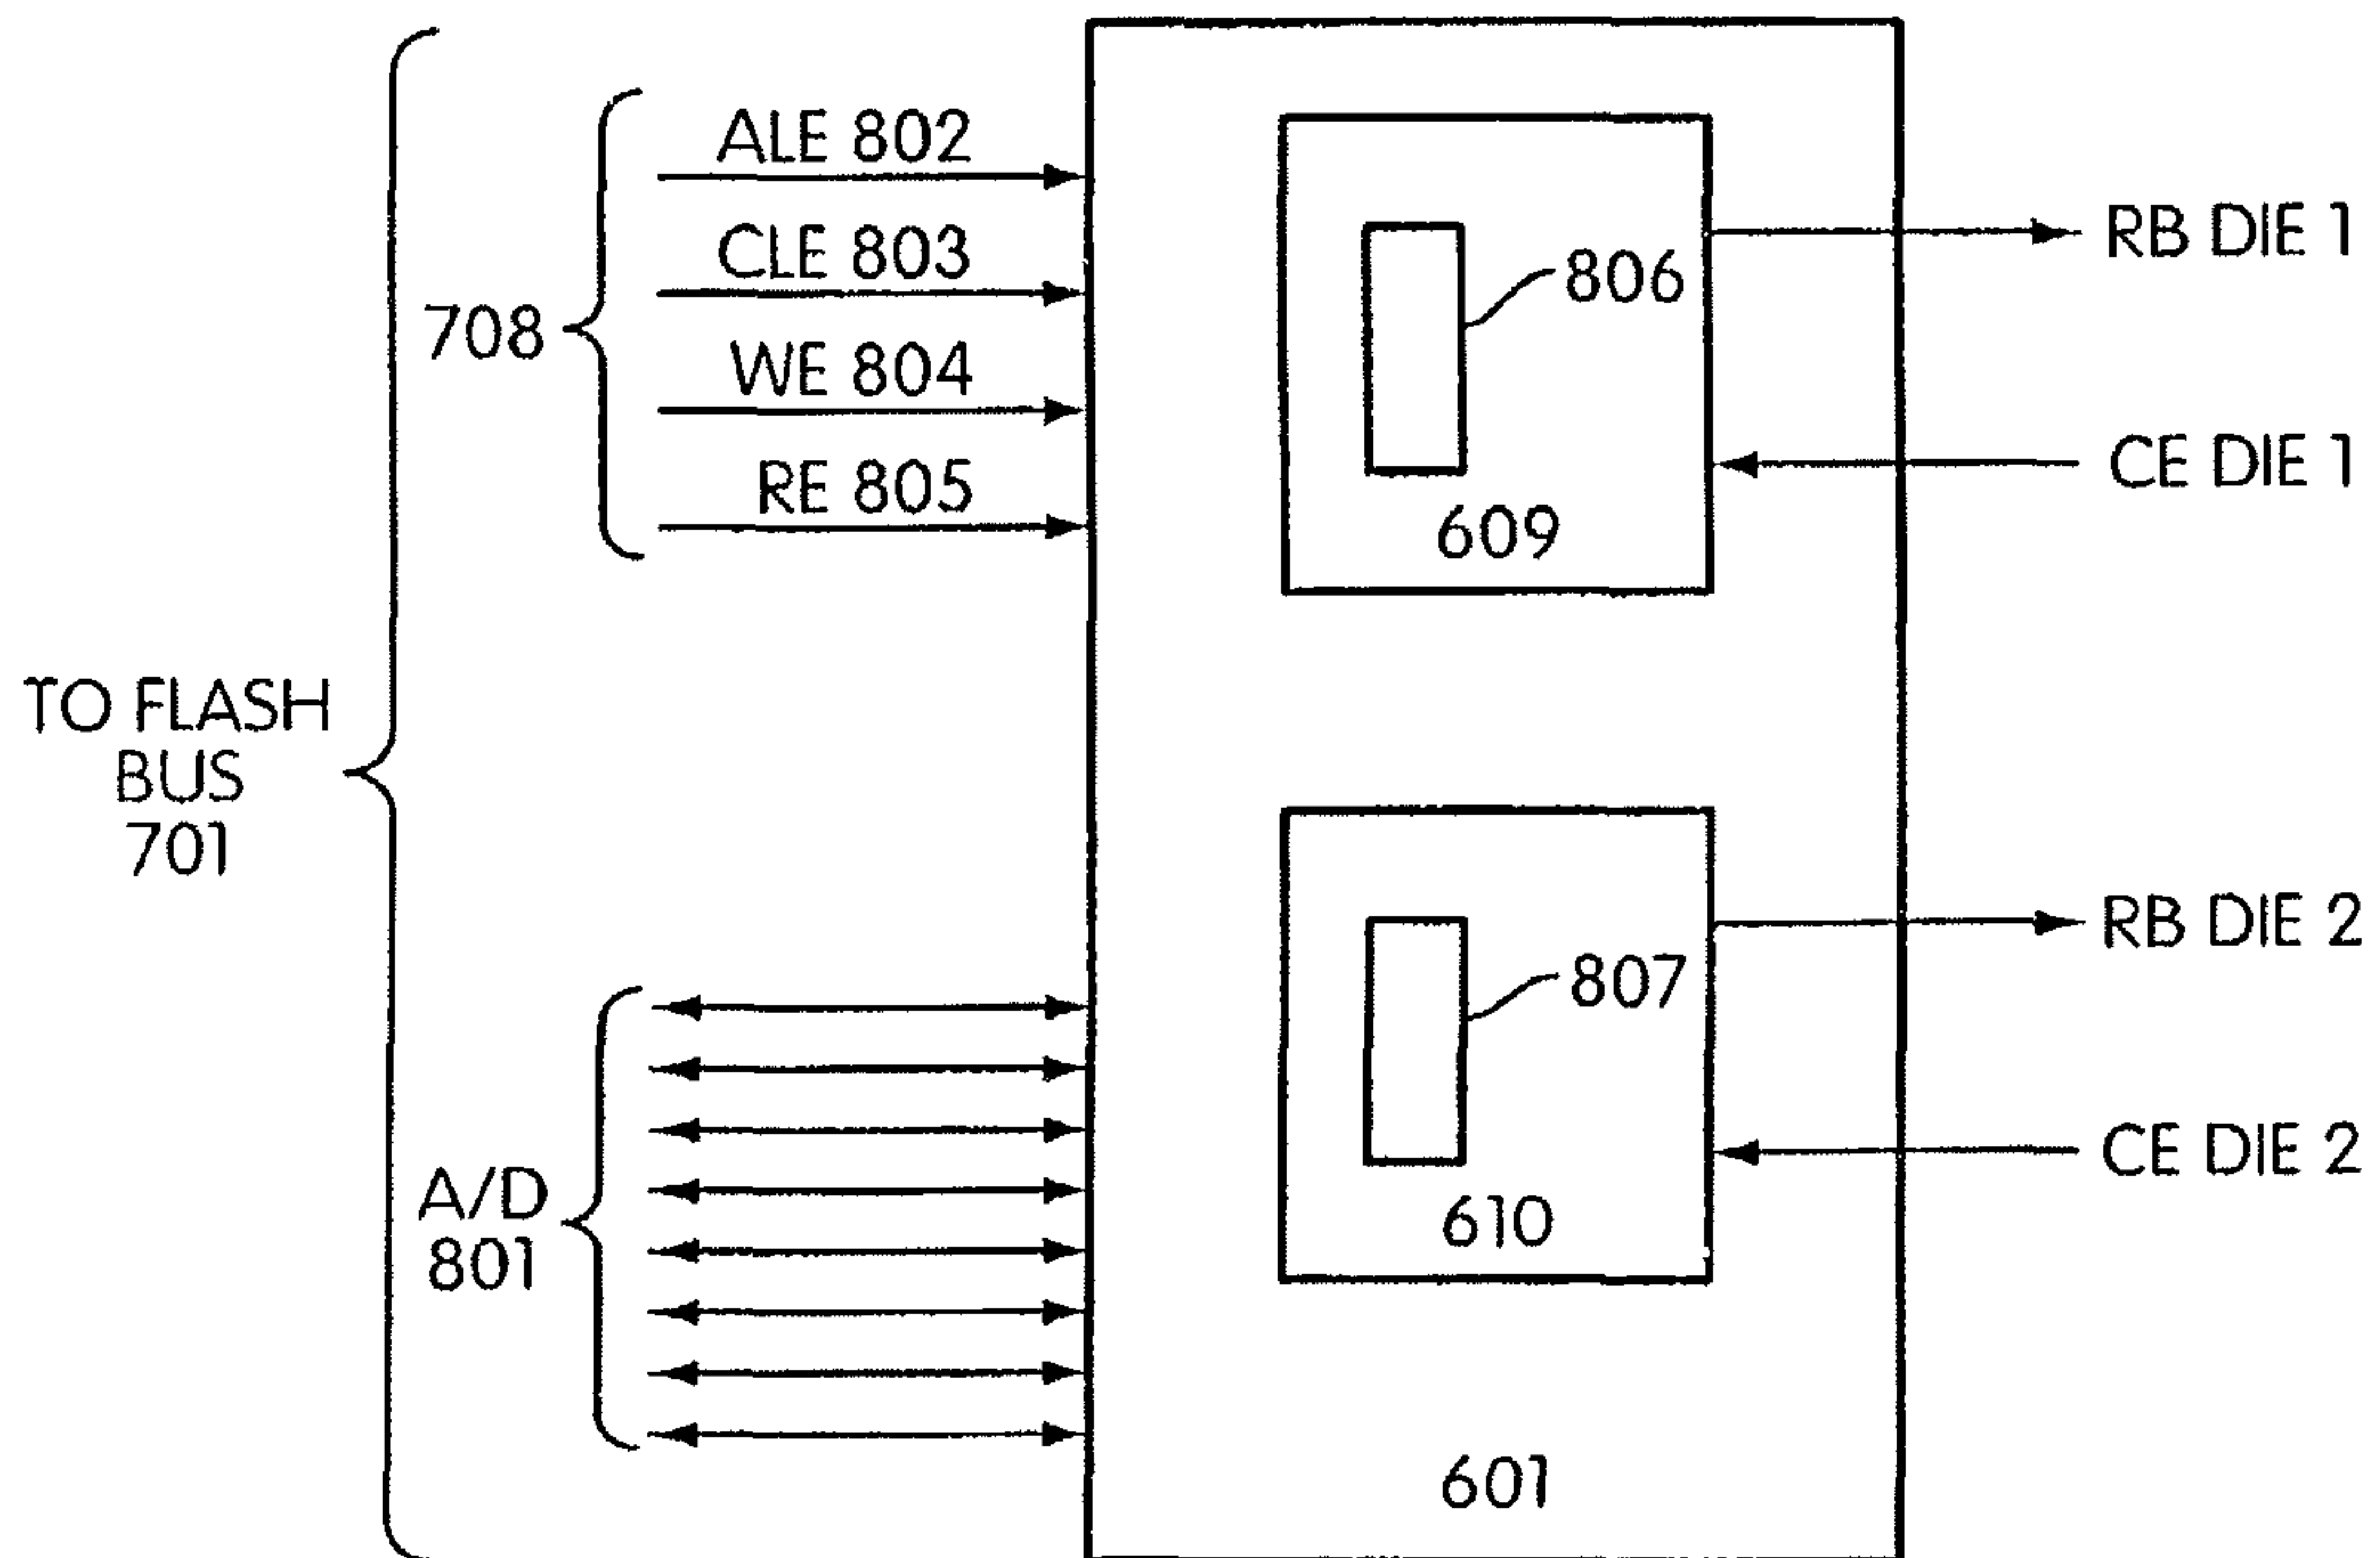 TO FLASH
BUS
701
708
ALE 802
CLE 803
WE 804
RE 805
A/D
801
806
609
807
610
601
RB DIE 1
CE DIE 1
RB DIE 2
CE DIE 2